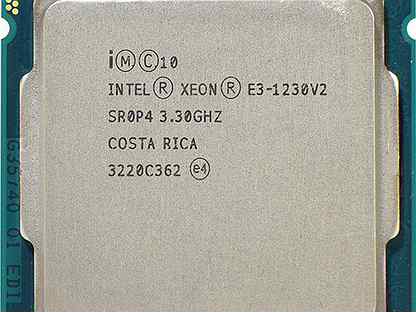 i Ⓜ Ⓒ 10
INTEL® XEON® E3-1230V2
SR0P4 3.30GHZ
COSTA RICA
3220C362 e4